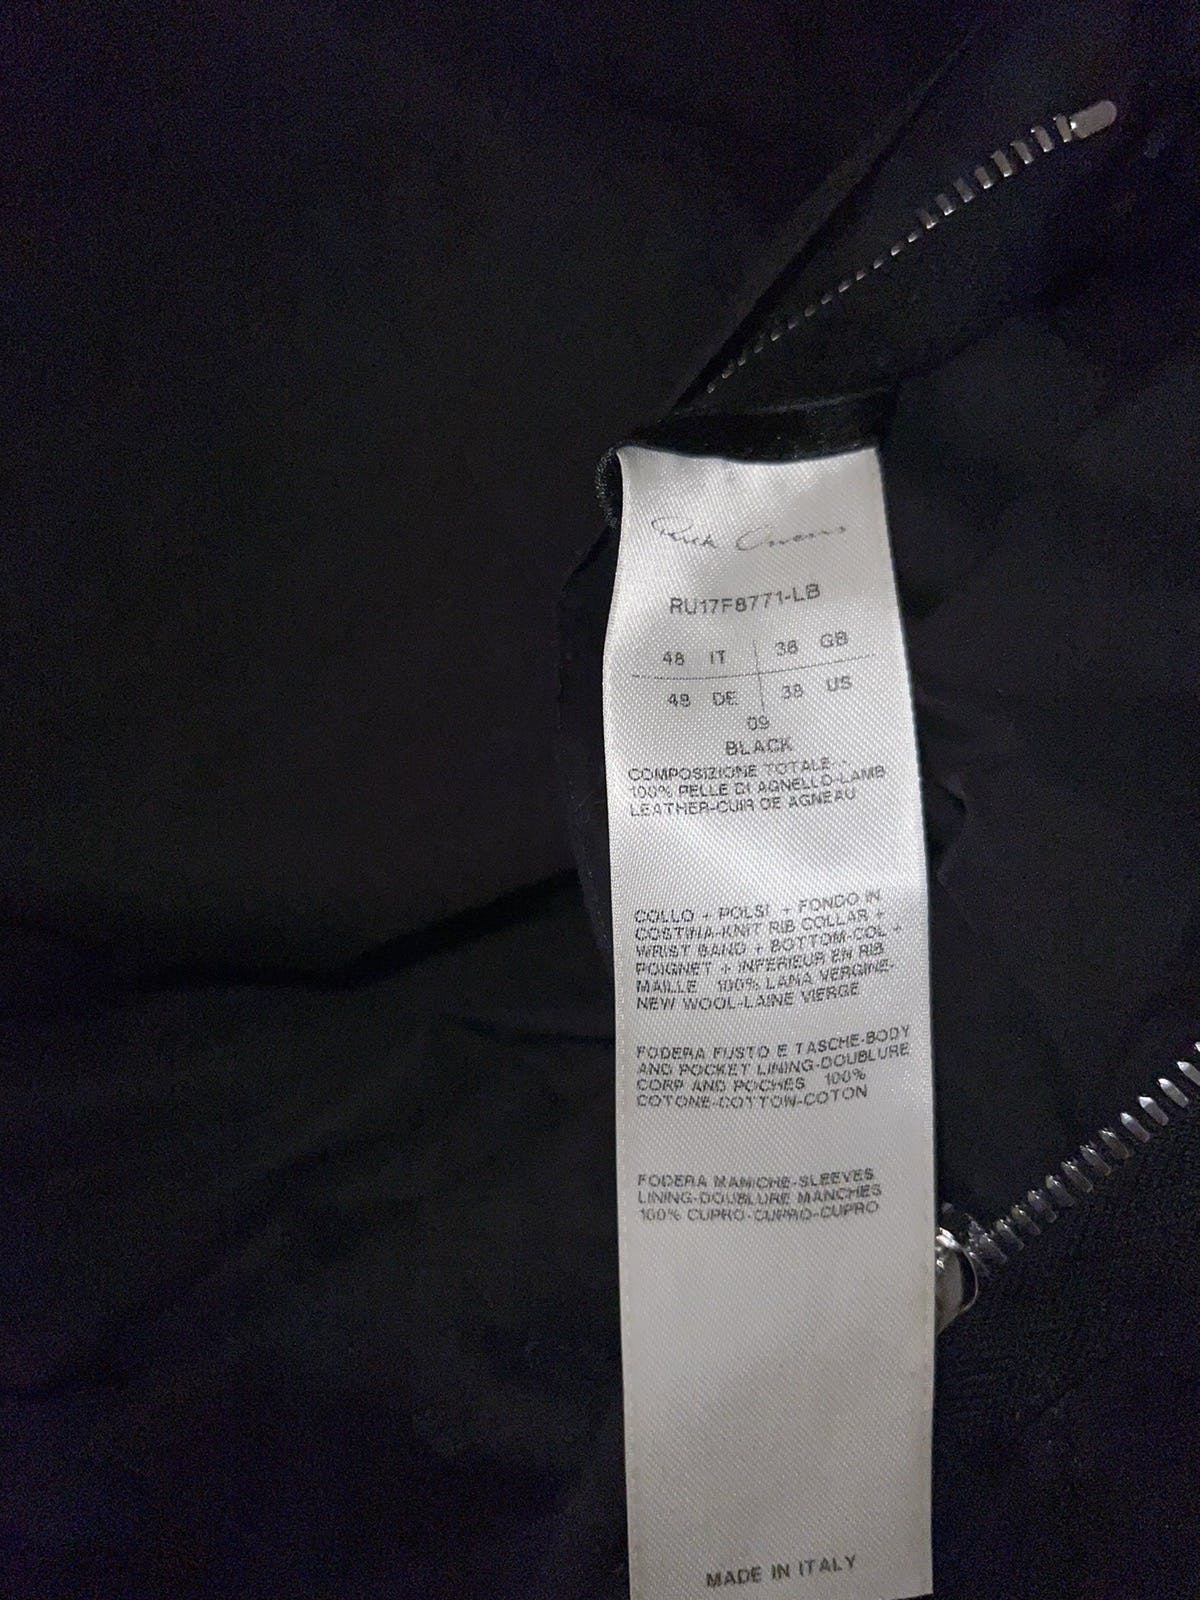 Rick Owens
RU17F8771-LB
48 IT 38 GB
48 DE 38 US
09
BLACK
COMPOSIZIONE TOTALE-
100% PELLE DI AGNELLO-LAMB
LEATHER-CUIR DE AGNEAU
COLLO + POLSI + FONDO IN
COSTINA-KNIT RIB COLLAR +
WRIST BAND + BOTTOM-COL +
POIGNET + INFERIEUR EN RIB
MAILLE 100% LANA VERGINE-
NEW WOOL-LAINE VIERGE
FODERA FUSTO E TASCHE-BODY
AND POCKET LINING-DOUBLURE
CORP AND POCHES 100%
COTONE-COTTON-COTON
FODERA MANICHE-SLEEVES
LINING-DOUBLURE MANCHES
100% CUPRO-CUPRO-CUPRO
MADE IN ITALY